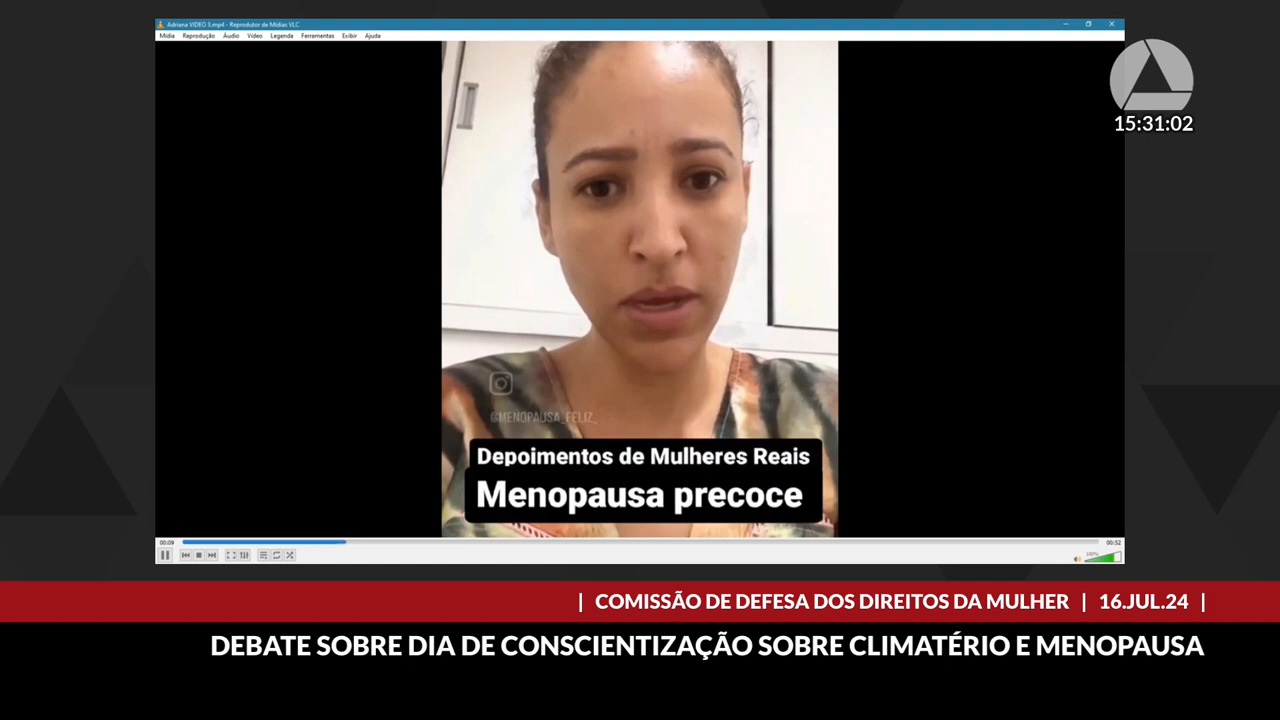 Adriana VIDEO 3.mp4 - Reprodutor de Mídias VLC
Mídia Reprodução Áudio Vídeo Legenda Ferramentas Exibir Ajuda
15:31:02
@MENOPAUSA_FELIZ_
Depoimentos de Mulheres Reais
Menopausa precoce
00:09
00:52
100%
| COMISSÃO DE DEFESA DOS DIREITOS DA MULHER | 16.JUL.24 |
DEBATE SOBRE DIA DE CONSCIENTIZAÇÃO SOBRE CLIMATÉRIO E MENOPAUSA